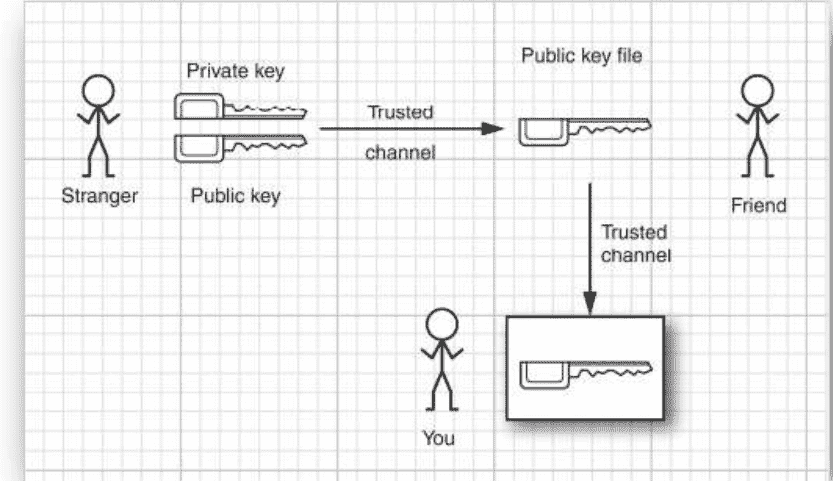 Private key
Public key file
Trusted
channel
Stranger
Public key
Friend
Trusted
channel
You